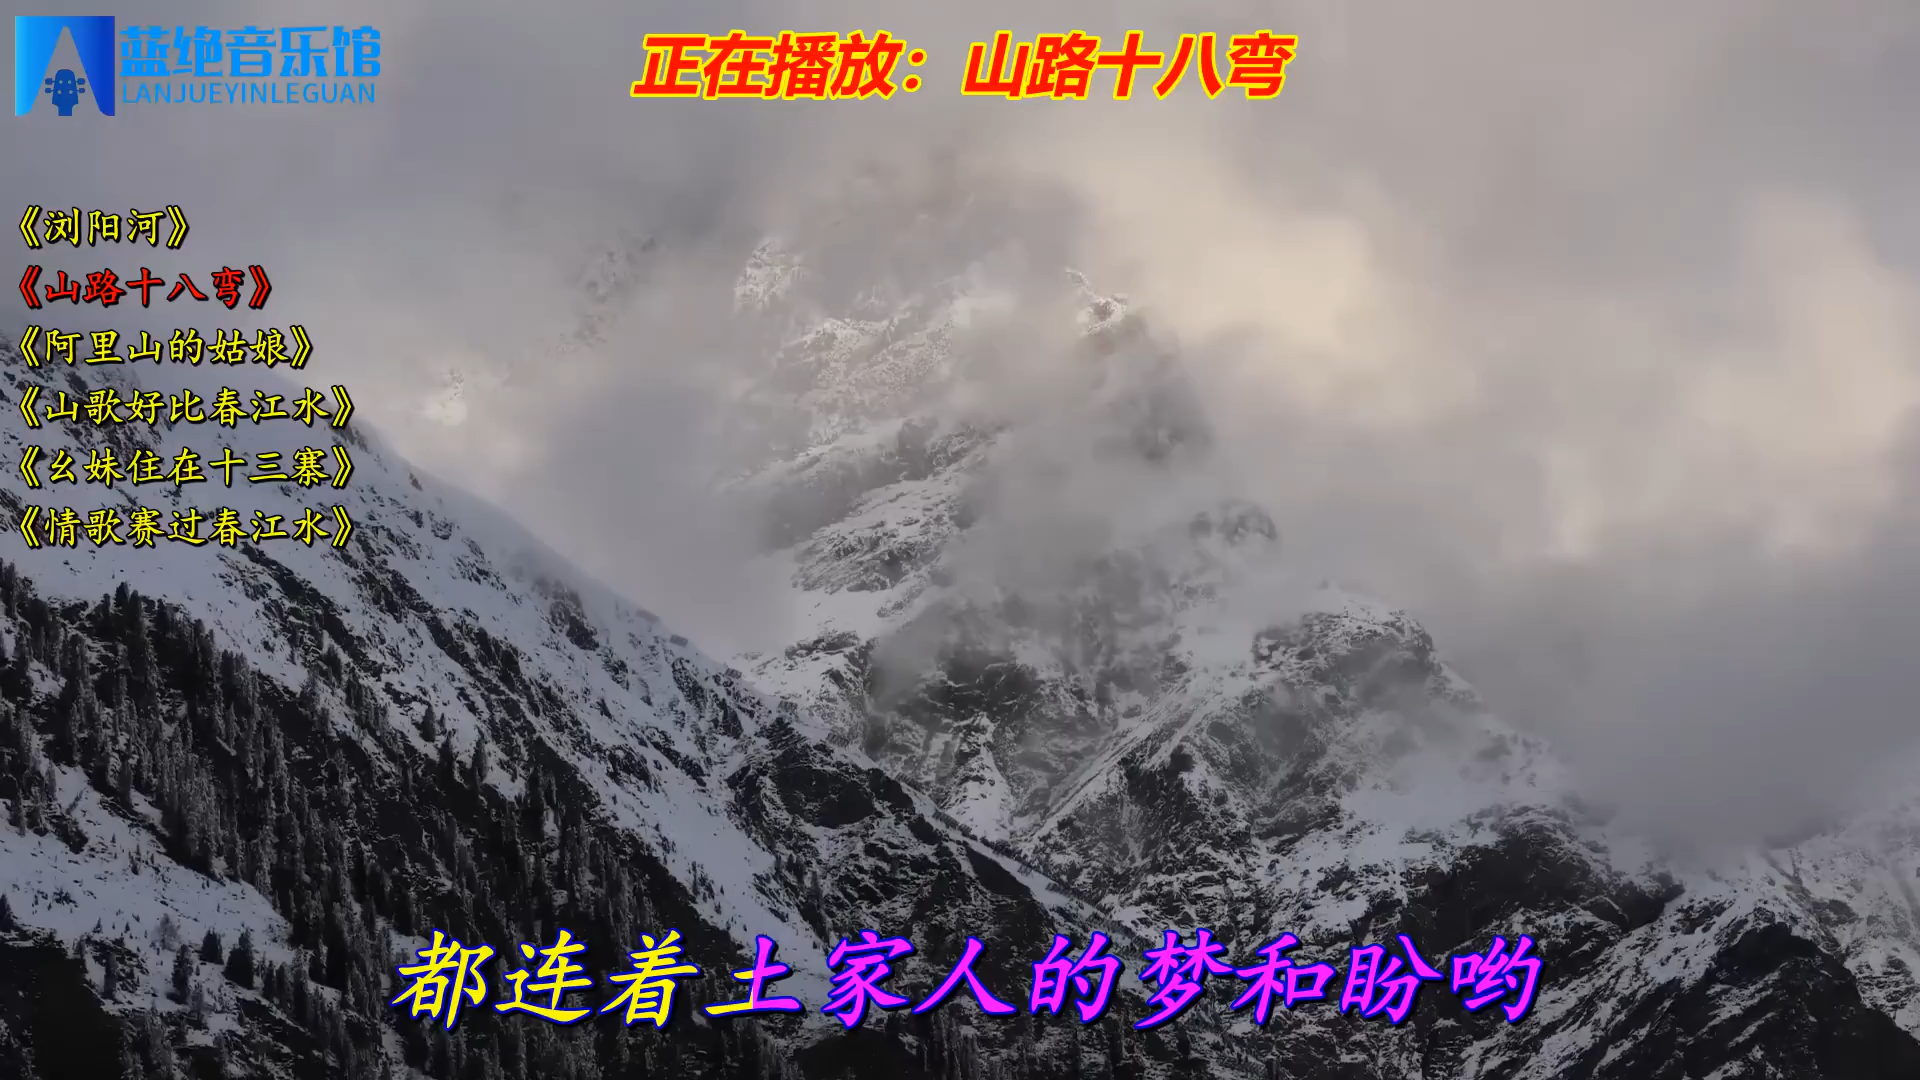 蓝绝音乐馆
LANJUEYINLEGUAN
正在播放：山路十八弯
《浏阳河》
《山路十八弯》
《阿里山的姑娘》
《山歌好比春江水》
《幺妹住在十三寨》
《情歌赛过春江水》
都连着土家人的梦和盼哟